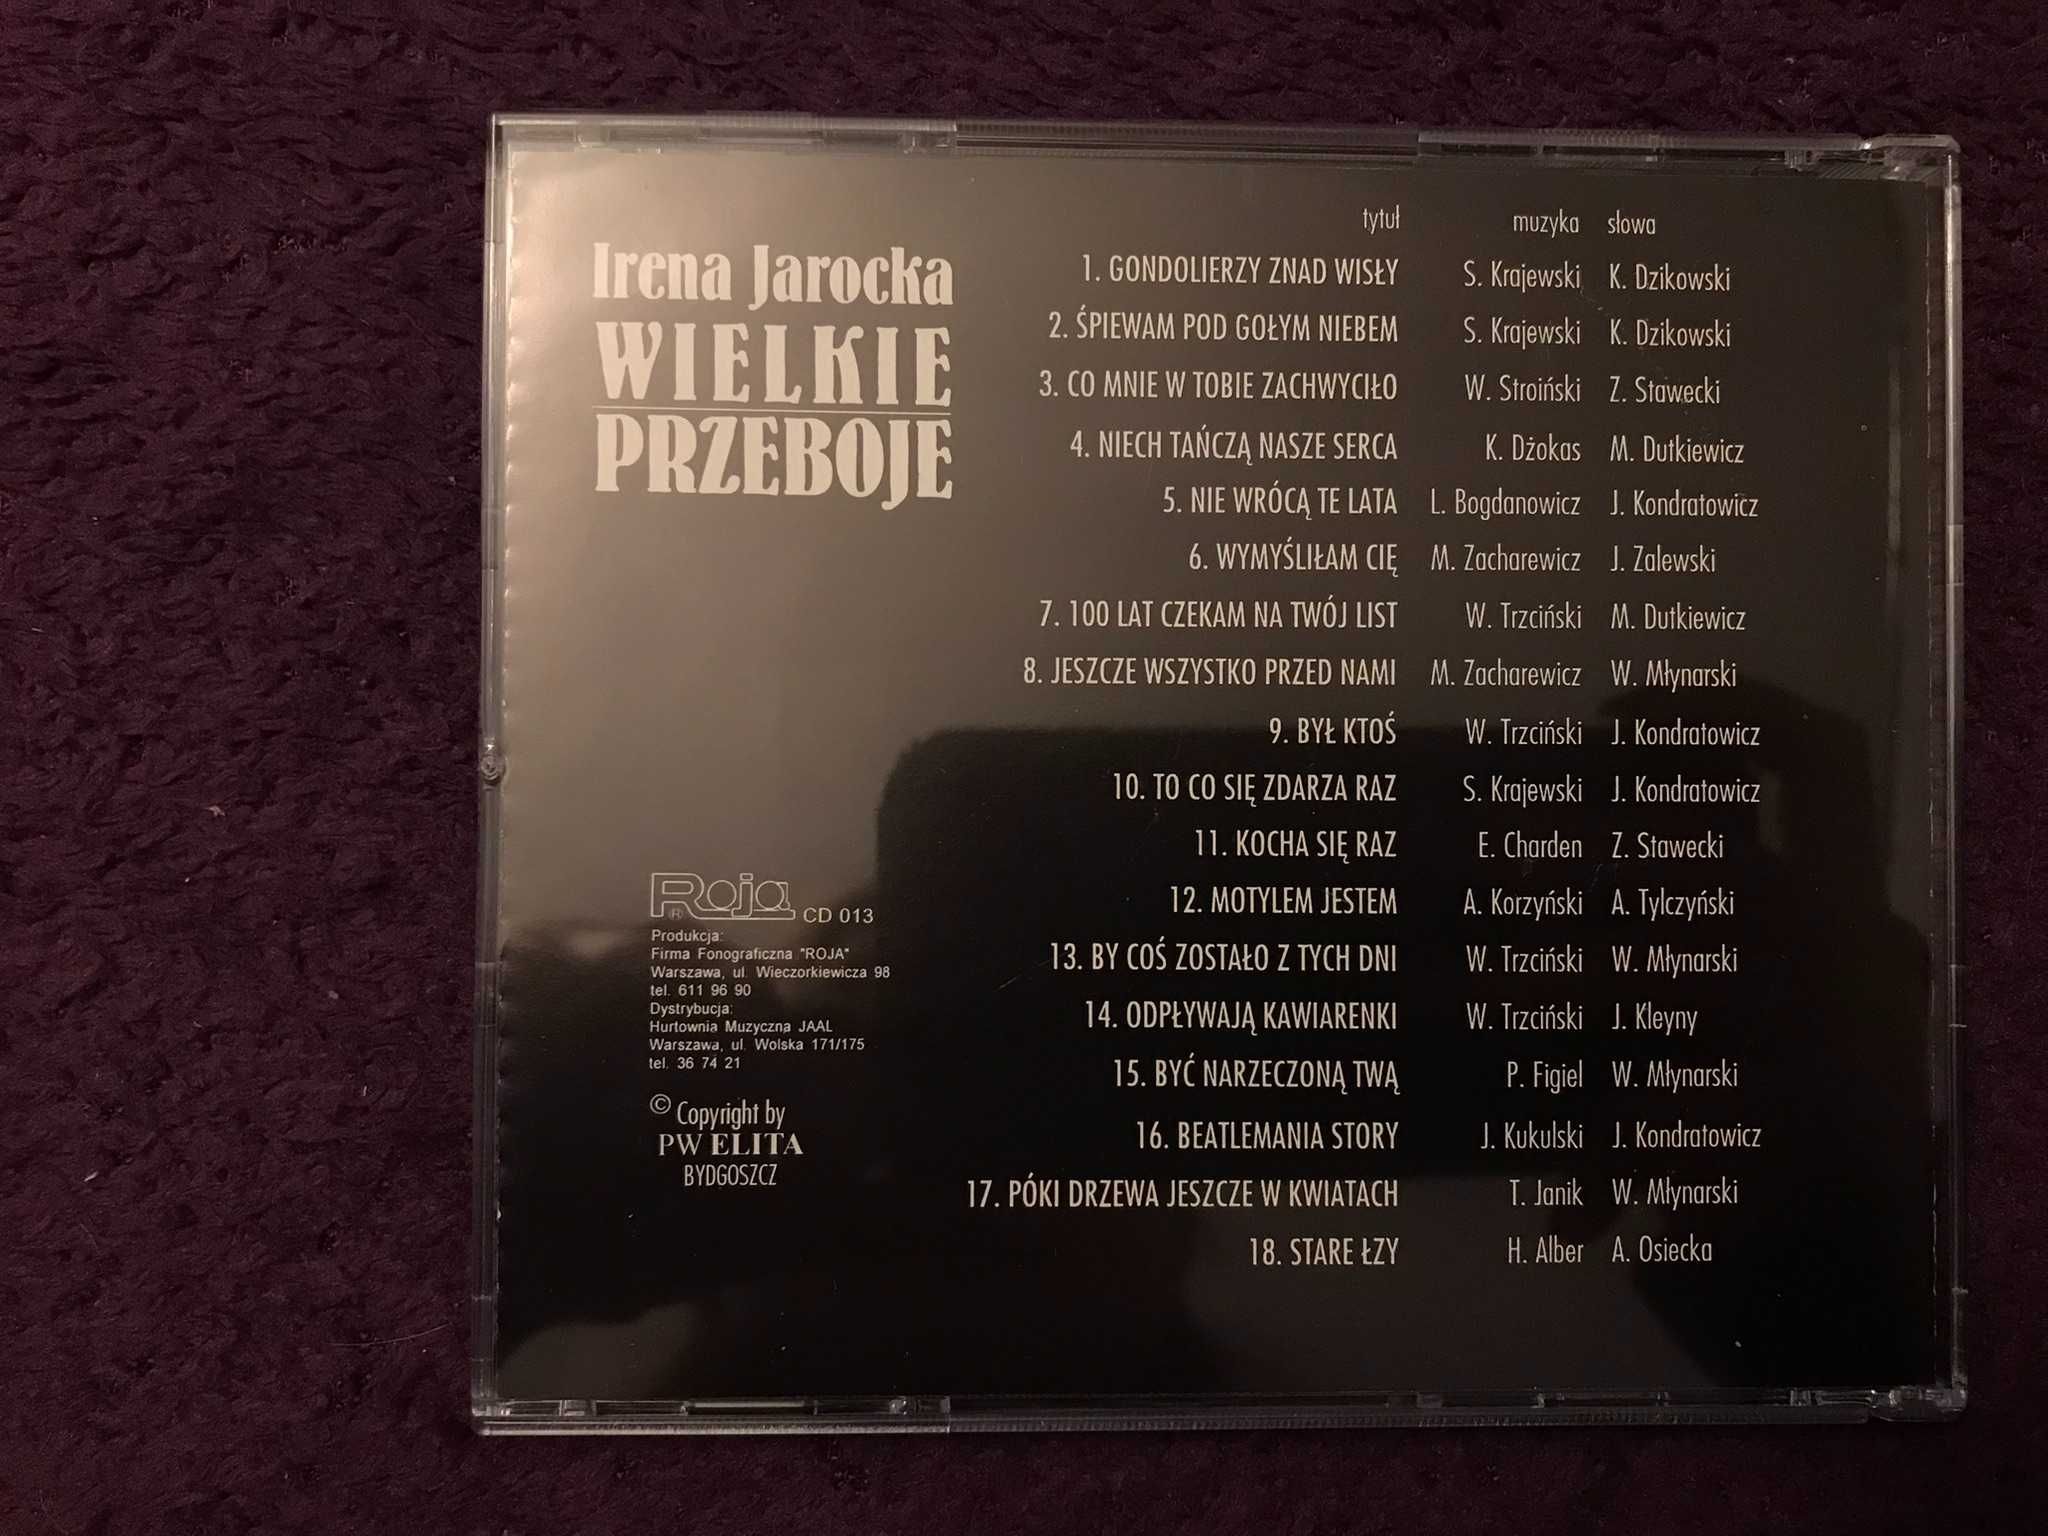 Irena Jarocka
WIELKIE
PRZEBOJE
tytuł muzyka słowa
1. GONDOLIERZY ZNAD WISŁY S. Krajewski K. Dzikowski
2. ŚPIEWAM POD GOŁYM NIEBEM S. Krajewski K. Dzikowski
3. CO MNIE W TOBIE ZACHWYCIŁO W. Stroiński Z. Stawecki
4. NIECH TAŃCZĄ NASZE SERCA K. Dżokas M. Dutkiewicz
5. NIE WRÓCĄ TE LATA L. Bogdanowicz J. Kondratowicz
6. WYMYŚLIŁAM CIĘ M. Zacharewicz J. Zalewski
7. 100 LAT CZEKAM NA TWÓJ LIST W. Trzciński M. Dutkiewicz
8. JESZCZE WSZYSTKO PRZED NAMI M. Zacharewicz W. Młynarski
9. BYŁ KTOŚ W. Trzciński J. Kondratowicz
10. TO CO SIĘ ZDARZA RAZ S. Krajewski J. Kondratowicz
11. KOCHA SIĘ RAZ E. Charden Z. Stawecki
12. MOTYLEM JESTEM A. Korzyński A. Tylczyński
13. BY COŚ ZOSTAŁO Z TYCH DNI W. Trzciński W. Młynarski
14. ODPŁYWAJĄ KAWIARENKI W. Trzciński J. Kleyny
15. BYĆ NARZECZONĄ TWĄ P. Figiel W. Młynarski
16. BEATLEMANIA STORY J. Kukulski J. Kondratowicz
17. PÓKI DRZEWA JESZCZE W KWIATACH T. Janik W. Młynarski
18. STARE ŁZY H. Alber A. Osiecka
Roja ® CD 013
Produkcja:
Firma Fonograficzna "ROJA"
Warszawa, ul. Wieczorkiewicza 98
tel. 611 96 90
Dystrybucja:
Hurtownia Muzyczna JAAL
Warszawa, ul. Wolska 171/175
tel. 36 74 21
© Copyright by
PW ELITA
BYDGOSZCZ